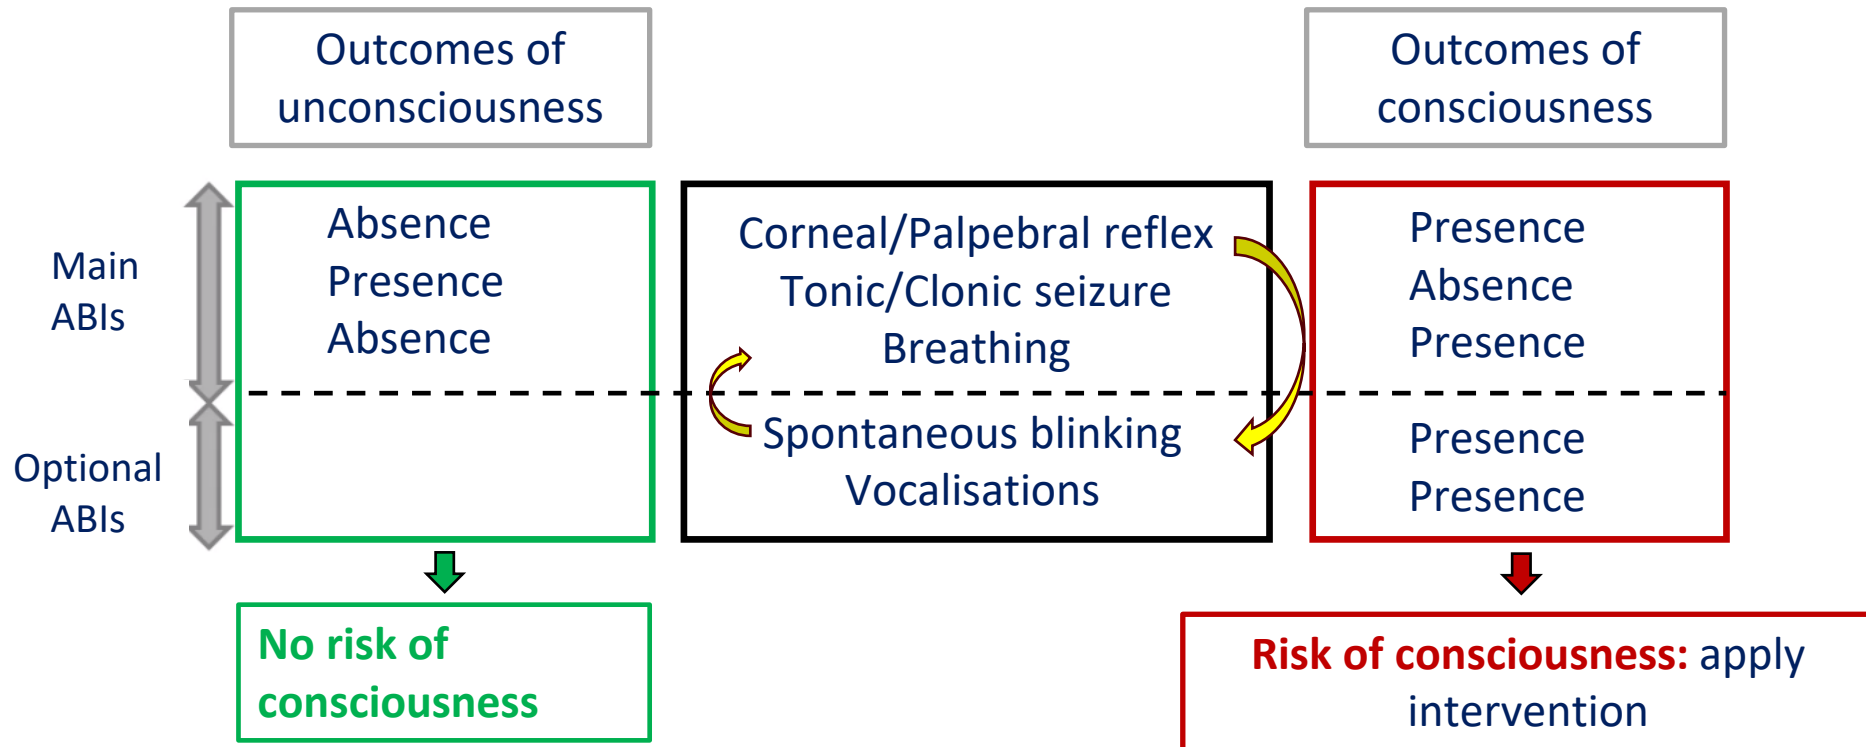 Outcomes of
unconsciousness
Outcomes of
consciousness
Main
ABIs
Absence
Presence
Absence
Corneal/Palpebral reflex
Tonic/Clonic seizure
Breathing
Presence
Absence
Presence
Optional
ABIs
Spontaneous blinking
Vocalisations
Presence
Presence
No risk of
consciousness
Risk of consciousness: apply
intervention